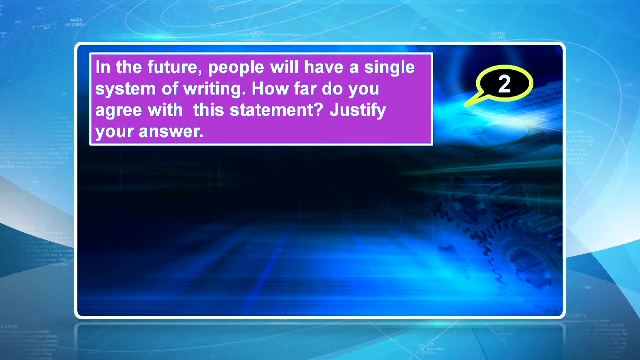 In the future, people will have a single
system of writing. How far do you
agree with this statement? Justify
your answer.
2